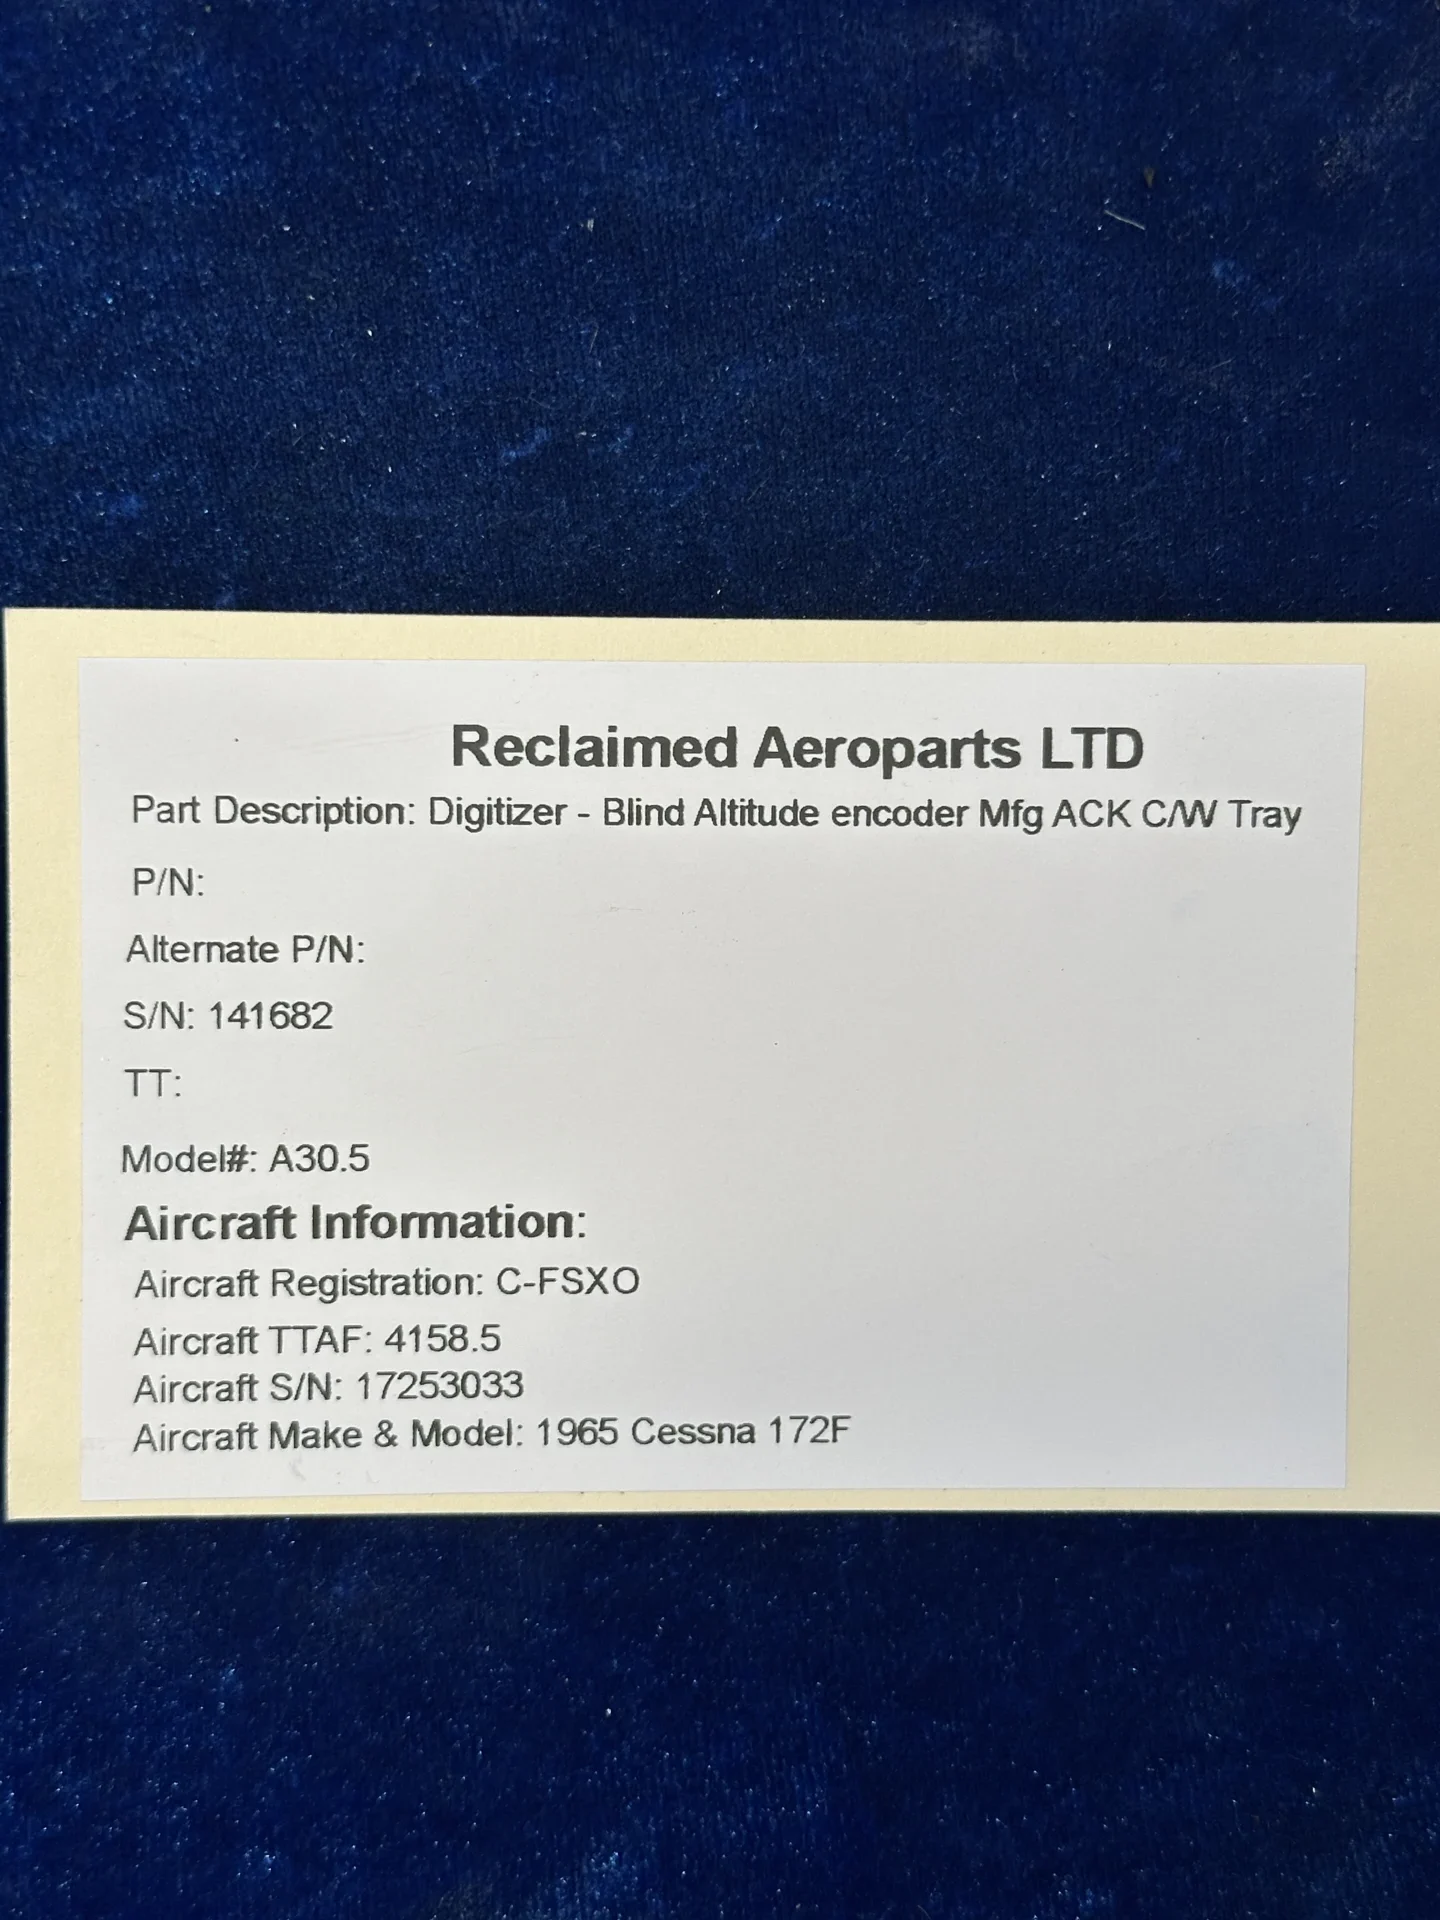 Reclaimed Aeroparts LTD
Part Description: Digitizer - Blind Altitude encoder Mfg ACK C/W Tray
P/N:
Alternate P/N:
S/N: 141682
TT:
Model#: A30.5
Aircraft Information:
Aircraft Registration: C-FSXO
Aircraft TTAF: 4158.5
Aircraft S/N: 17253033
Aircraft Make & Model: 1965 Cessna 172F